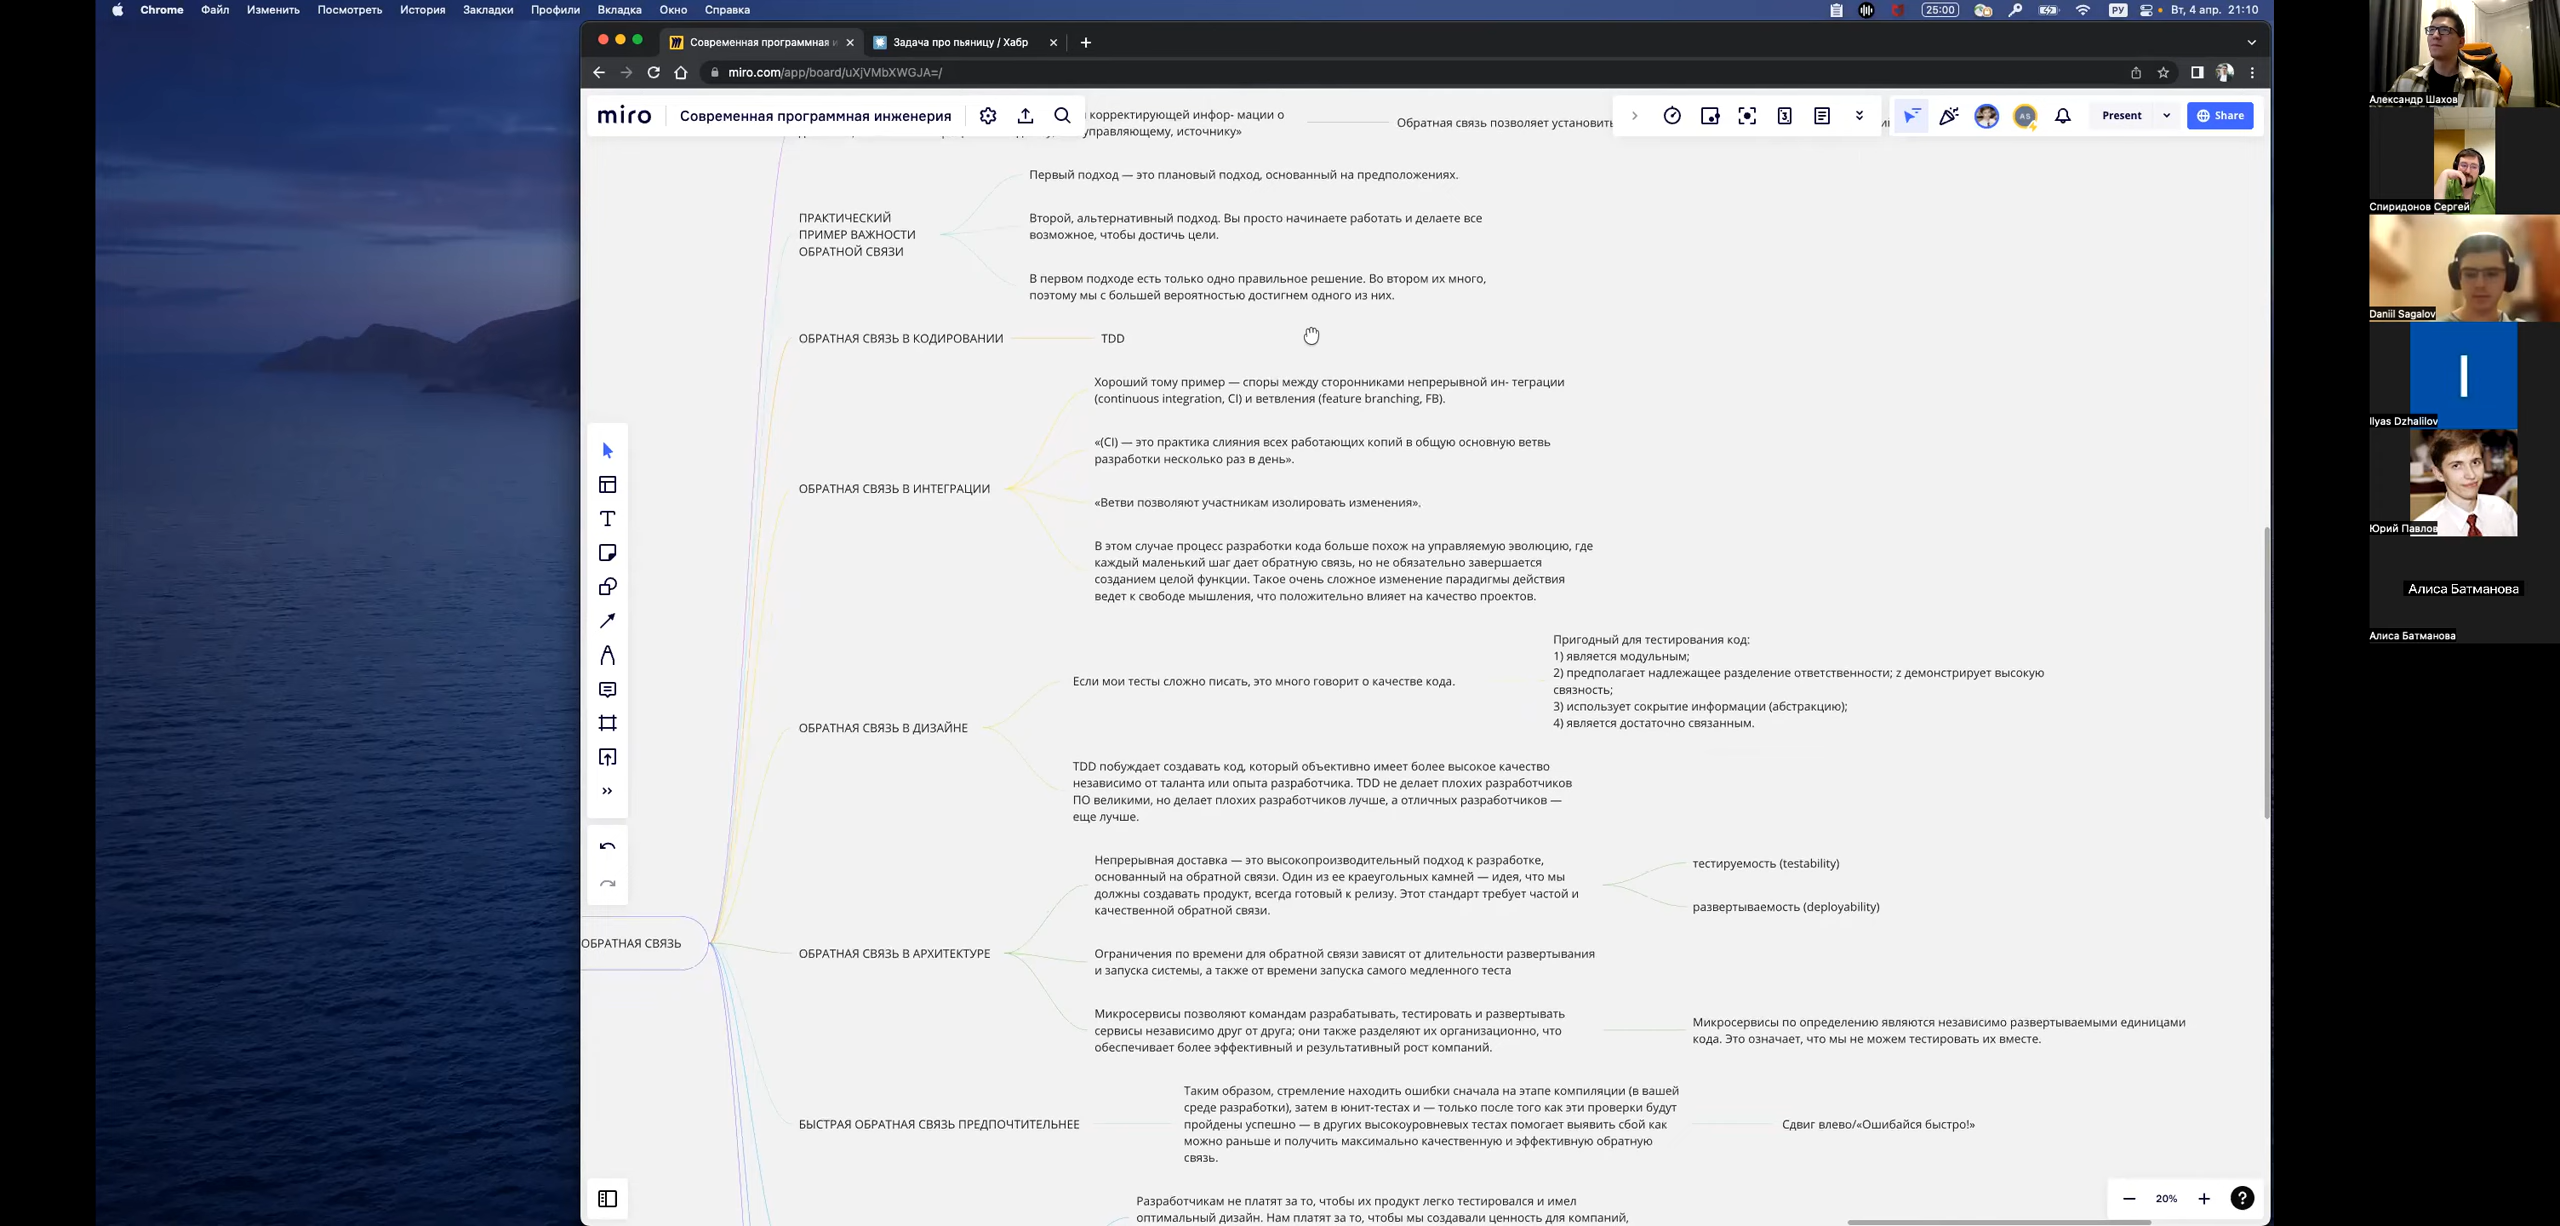 Chrome Файл Изменить Посмотреть История Закладки Профили Вкладка Окно Справка
25:00 РУ Вт, 4 апр. 21:10
Современная программная и
Задача про пьяницу / Хабр
miro.com/app/board/uXjVMbXWGJA=/
miro Современная программная инженерия
Present Share
корректирующей инфор- мации о
управляющему, источнику»
Обратная связь позволяет установить
ПРАКТИЧЕСКИЙ
ПРИМЕР ВАЖНОСТИ
ОБРАТНОЙ СВЯЗИ
Первый подход — это плановый подход, основанный на предположениях.
Второй, альтернативный подход. Вы просто начинаете работать и делаете все
возможное, чтобы достичь цели.
В первом подходе есть только одно правильное решение. Во втором их много,
поэтому мы с большей вероятностью достигнем одного из них.
ОБРАТНАЯ СВЯЗЬ В КОДИРОВАНИИ
TDD
ОБРАТНАЯ СВЯЗЬ В ИНТЕГРАЦИИ
Хороший тому пример — споры между сторонниками непрерывной ин- теграции
(continuous integration, CI) и ветвления (feature branching, FB).
«(CI) — это практика слияния всех работающих копий в общую основную ветвь
разработки несколько раз в день».
«Ветви позволяют участникам изолировать изменения».
В этом случае процесс разработки кода больше похож на управляемую эволюцию, где
каждый маленький шаг дает обратную связь, но не обязательно завершается
созданием целой функции. Такое очень сложное изменение парадигмы действия
ведет к свободе мышления, что положительно влияет на качество проектов.
ОБРАТНАЯ СВЯЗЬ В ДИЗАЙНЕ
Если мои тесты сложно писать, это много говорит о качестве кода.
Пригодный для тестирования код:
1) является модульным;
2) предполагает надлежащее разделение ответственности; z демонстрирует высокую
связность;
3) использует сокрытие информации (абстракцию);
4) является достаточно связанным.
TDD побуждает создавать код, который объективно имеет более высокое качество
независимо от таланта или опыта разработчика. TDD не делает плохих разработчиков
ПО великими, но делает плохих разработчиков лучше, а отличных разработчиков —
еще лучше.
ОБРАТНАЯ СВЯЗЬ
ОБРАТНАЯ СВЯЗЬ В АРХИТЕКТУРЕ
Непрерывная доставка — это высокопроизводительный подход к разработке,
основанный на обратной связи. Один из ее краеугольных камней — идея, что мы
должны создавать продукт, всегда готовый к релизу. Этот стандарт требует частой и
качественной обратной связи.
тестируемость (testability)
развертываемость (deployability)
Ограничения по времени для обратной связи зависят от длительности развертывания
и запуска системы, а также от времени запуска самого медленного теста
Микросервисы позволяют командам разрабатывать, тестировать и развертывать
сервисы независимо друг от друга; они также разделяют их организационно, что
обеспечивает более эффективный и результативный рост компаний.
Микросервисы по определению являются независимо развертываемыми единицами
кода. Это означает, что мы не можем тестировать их вместе.
БЫСТРАЯ ОБРАТНАЯ СВЯЗЬ ПРЕДПОЧТИТЕЛЬНЕЕ
Таким образом, стремление находить ошибки сначала на этапе компиляции (в вашей
среде разработки), затем в юнит-тестах и — только после того как эти проверки будут
пройдены успешно — в других высокоуровневых тестах помогает выявить сбой как
можно раньше и получить максимально качественную и эффективную обратную
связь.
Сдвиг влево/«Ошибайся быстро!»
Разработчикам не платят за то, чтобы их продукт легко тестировался и имел
оптимальный дизайн. Нам платят за то, чтобы мы создавали ценность для компаний,
20%
Александр Шахов
Спиридонов Сергей
Daniil Sagalov
I
Ilyas Dzhalilov
Юрий Павлов
Алиса Батманова
Алиса Батманова